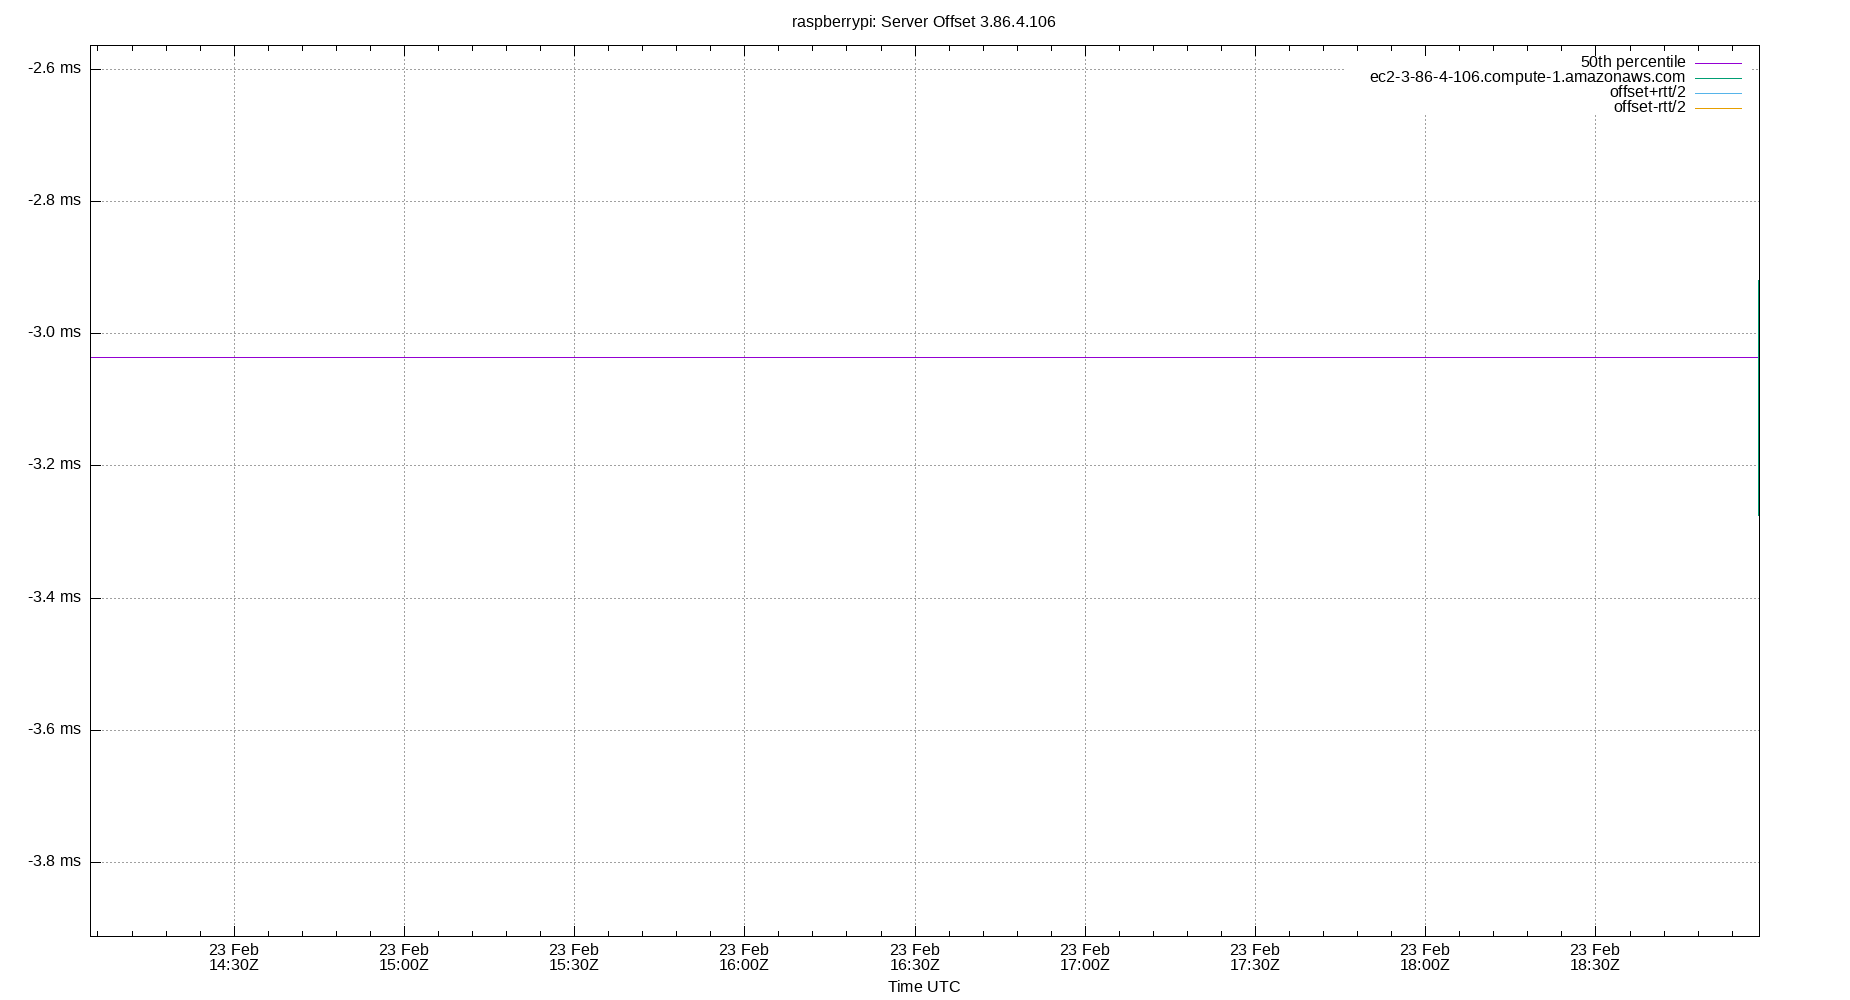 raspberrypi: Server Offset 3.86.4.106
50th percentile
ec2-3-86-4-106.compute-1.amazonaws.com
offset+rtt/2
offset-rtt/2
-2.6 ms
-2.8 ms
-3.0 ms
-3.2 ms
-3.4 ms
-3.6 ms
-3.8 ms
23 Feb 23 Feb 23 Feb 23 Feb 23 Feb 23 Feb 23 Feb 23 Feb 23 Feb
14:30Z 15:00Z 15:30Z 16:00Z 16:30Z 17:00Z 17:30Z 18:00Z 18:30Z
Time UTC